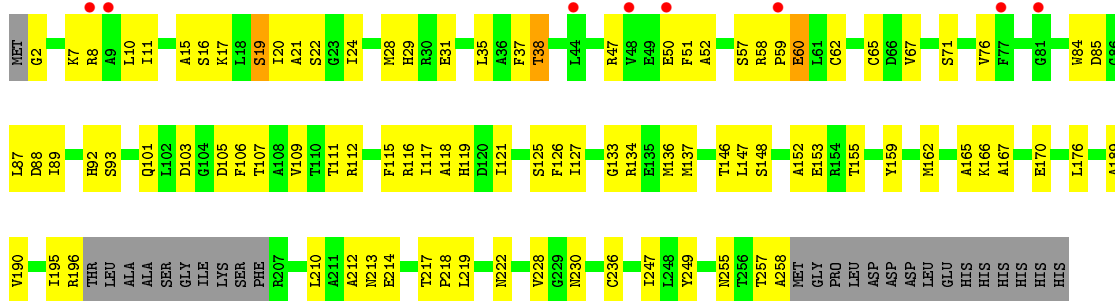 MET G2 K7 R8 A9 L10 I11 A15 S16 K17 L18 S19 I20 A21 S22 G23 I24 M28 H29 R30 E31 L35 A36 F37 T38 L44 R47 V48 E49 E50 F51 A52 S57 R58 P59 E60 L61 C62 C65 D66 V67 S71 V76 F77 G81 W84 D85 G86
L87 D88 I89 H92 S93 Q101 L102 D103 G104 D105 F106 T107 A108 V109 T110 T111 R112 F115 R116 I117 A118 H119 D120 I121 S125 F126 I127 G133 R134 E135 M136 M137 T146 L147 S148 A152 E153 R154 T155 Y159 M162 A165 K166 A167 E170 L176
V190 I195 R196 THR LEU ALA ALA SER GLY ILE LYS SER PHE R207 L210 A211 A212 N213 E214 T217 P218 L219 N222 V228 G229 N230 C236 I247 L248 Y249 N255 T256 T257 A258 MET GLY PRO LEU ASP ASP ASP LEU GLU HIS HIS HIS HIS HIS HIS